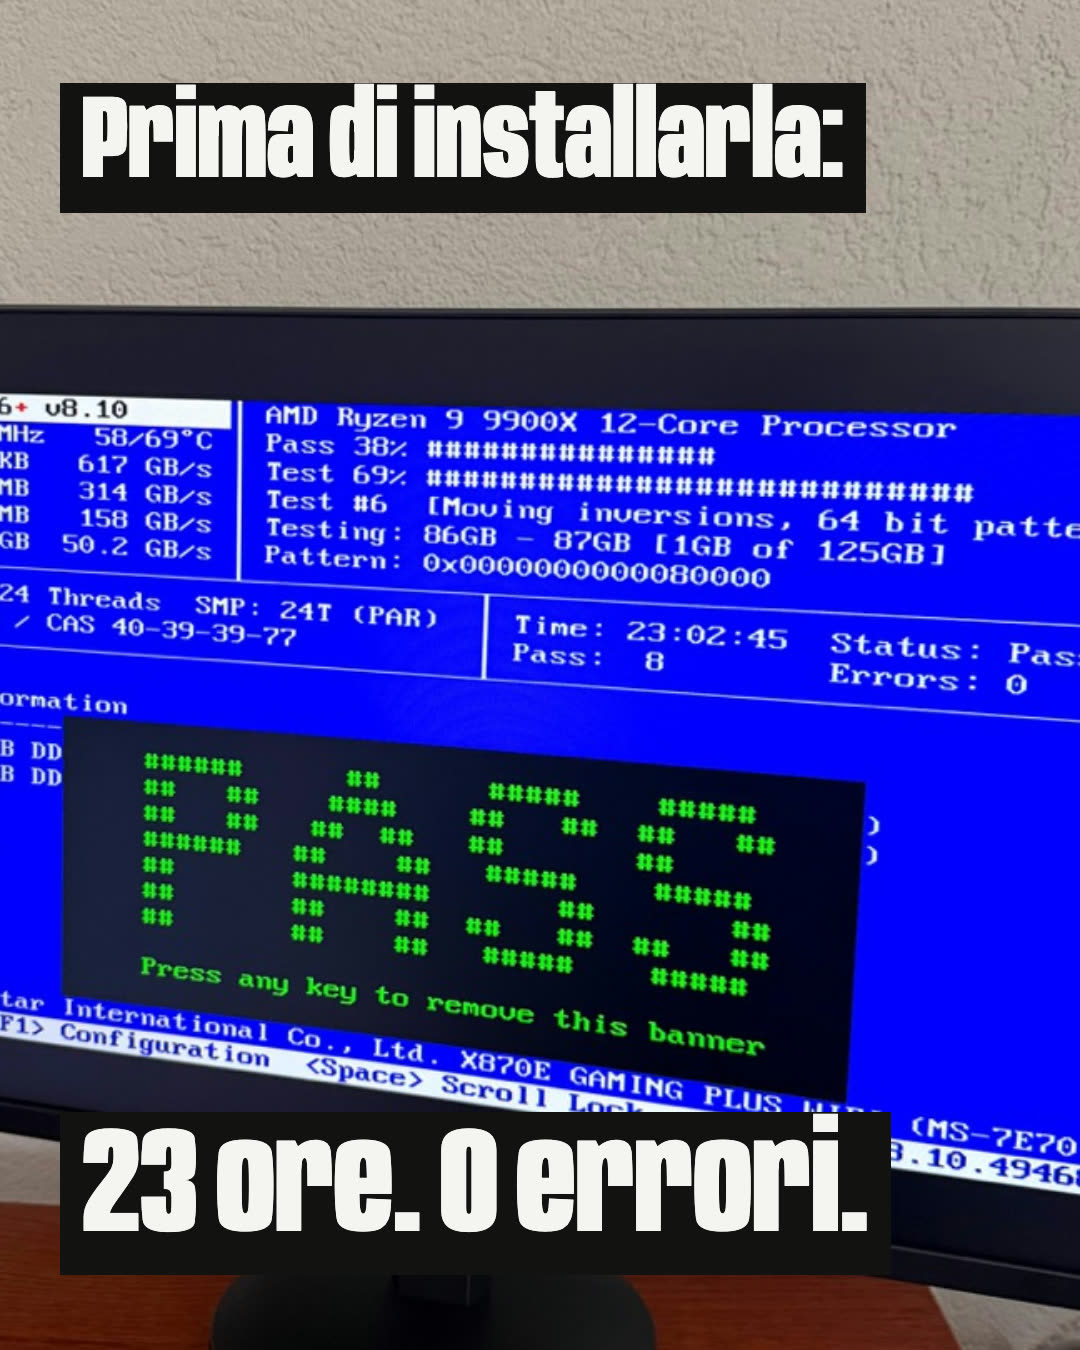 Prima di installarla:
6+ v8.10
AMD Ryzen 9 9900X 12-Core Processor
MHz 58/69°C
Pass 38% ###############
KB 617 GB/s
Test 69% ############################
MB 314 GB/s
Test #6 [Moving inversions, 64 bit patte
MB 158 GB/s
Testing: 86GB - 87GB [1GB of 125GB]
GB 50.2 GB/s
Pattern: 0x0000000000080000
24 Threads SMP: 24T (PAR)
/ CAS 40-39-39-77
Time: 23:02:45 Status: Pas
Pass: 8 Errors: 0
ormation
B DD
B DD
PASS
Press any key to remove this banner
tar International Co., Ltd. X870E GAMING PLUS (MS-7E70
F1> Configuration <Space> Scroll Lock
8.10.4946
23 ore. 0 errori.